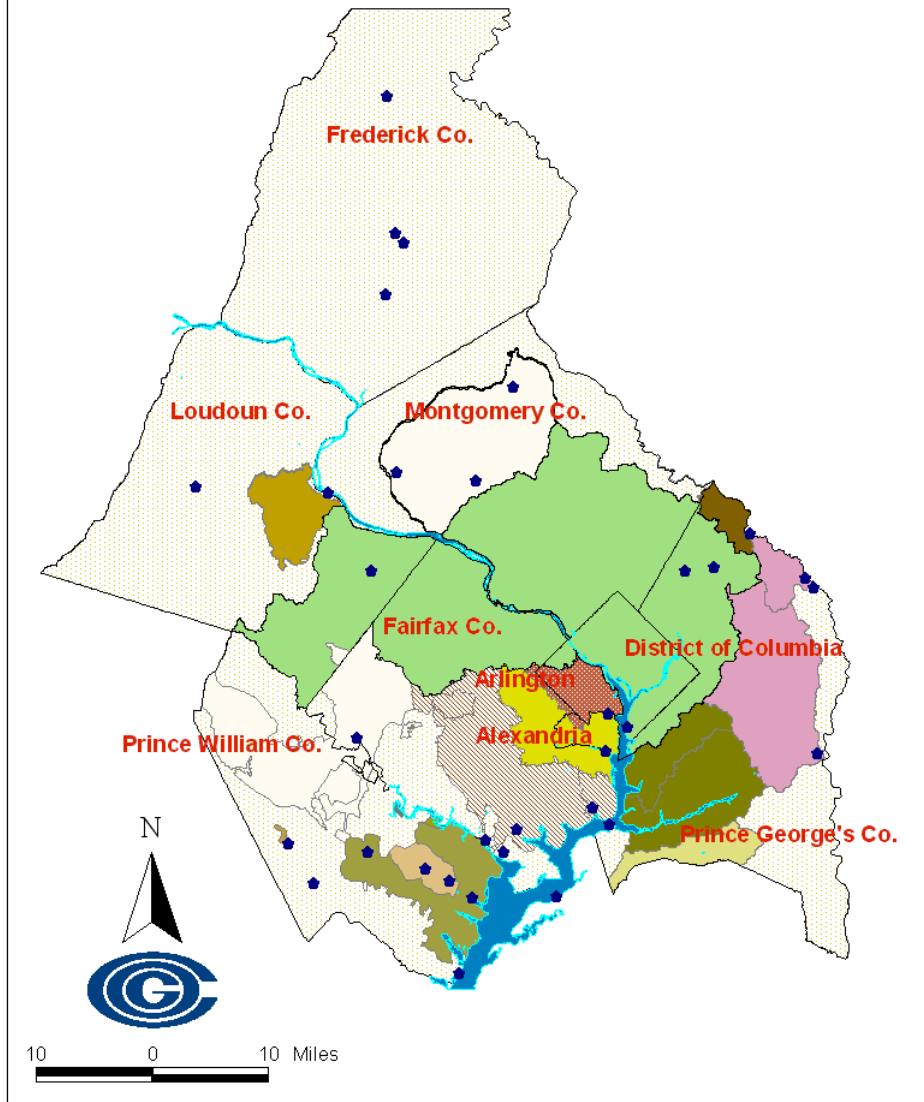 Frederick Co.
Loudoun Co.
Montgomery Co.
Fairfax Co.
District of Columbia
Arlington
Alexandria
Prince William Co.
N
Prince George's Co.
COG
10 0 10 Miles